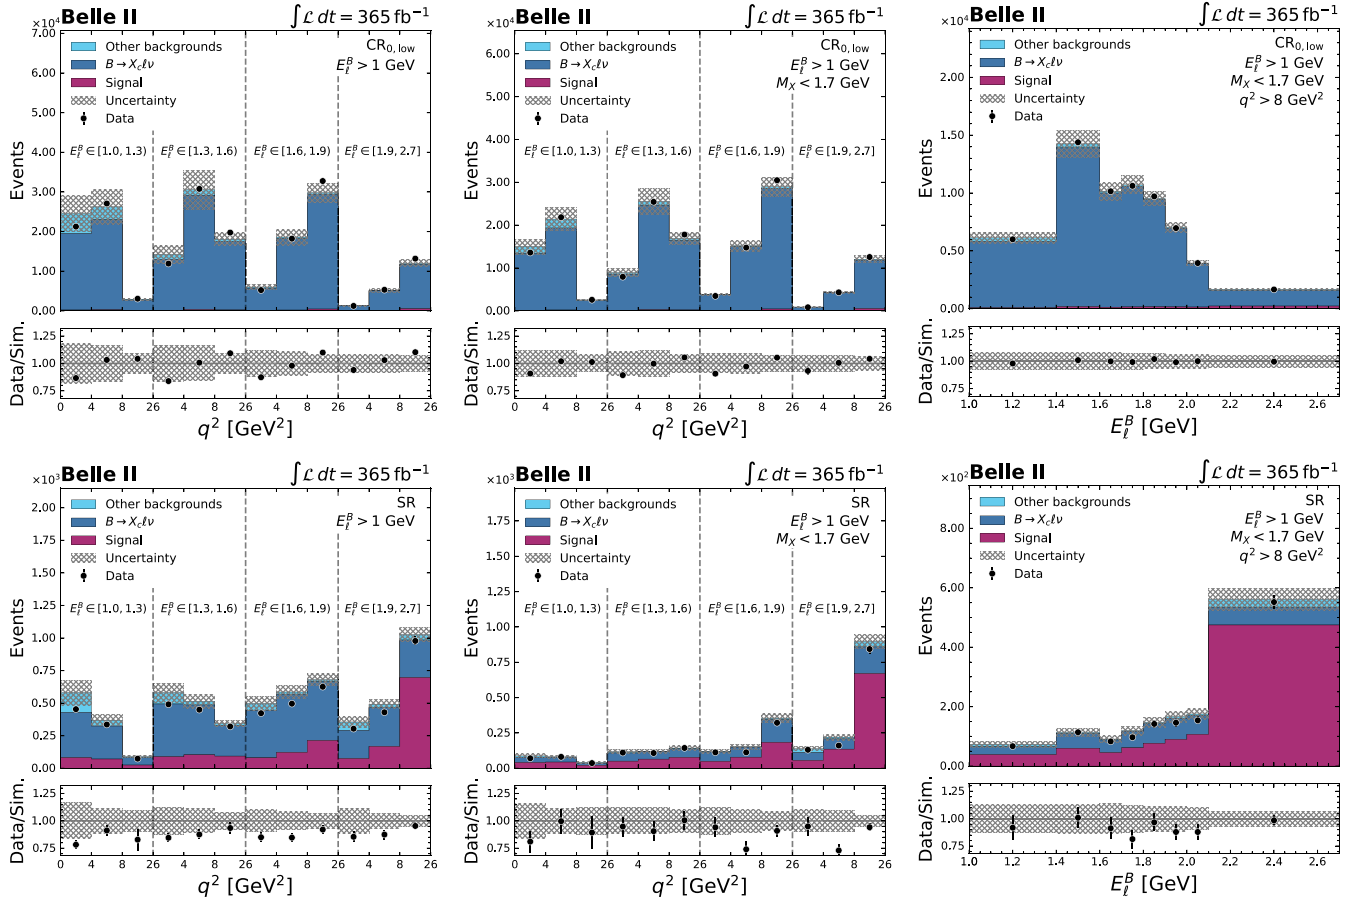 Belle II
∫ℒ dt = 365 fb⁻¹
×10⁴
7.00
6.00
5.00
4.00
3.00
2.00
1.00
0.00
Events
Other backgrounds
B→X_cℓν
Signal
Uncertainty
Data
CR₀,low
E_ℓ^B > 1 GeV
E_ℓ^B ∈ [1.0, 1.3)
E_ℓ^B ∈ [1.3, 1.6)
E_ℓ^B ∈ [1.6, 1.9)
E_ℓ^B ∈ [1.9, 2.7]
Data/Sim.
1.25
1.00
0.75
0 4 8 26 4 8 26 4 8 26 4 8 26
q² [GeV²]
Belle II
∫ℒ dt = 365 fb⁻¹
×10⁴
6.00
5.00
4.00
3.00
2.00
1.00
0.00
Events
Other backgrounds
B→X_cℓν
Signal
Uncertainty
Data
CR₀,low
E_ℓ^B > 1 GeV
M_X < 1.7 GeV
E_ℓ^B ∈ [1.0, 1.3)
E_ℓ^B ∈ [1.3, 1.6)
E_ℓ^B ∈ [1.6, 1.9)
E_ℓ^B ∈ [1.9, 2.7]
Data/Sim.
1.25
1.00
0.75
0 4 8 26 4 8 26 4 8 26 4 8 26
q² [GeV²]
Belle II
∫ℒ dt = 365 fb⁻¹
×10⁴
2.00
1.50
1.00
0.50
0.00
Events
Other backgrounds
B→X_cℓν
Signal
Uncertainty
Data
CR₀,low
E_ℓ^B > 1 GeV
M_X < 1.7 GeV
q² > 8 GeV²
Data/Sim.
1.25
1.00
0.75
1.0 1.2 1.4 1.6 1.8 2.0 2.2 2.4 2.6
E_ℓ^B [GeV]
Belle II
∫ℒ dt = 365 fb⁻¹
×10³
2.00
1.75
1.50
1.25
1.00
0.75
0.50
0.25
0.00
Events
Other backgrounds
B→X_cℓν
Signal
Uncertainty
Data
SR
E_ℓ^B > 1 GeV
E_ℓ^B ∈ [1.0, 1.3)
E_ℓ^B ∈ [1.3, 1.6)
E_ℓ^B ∈ [1.6, 1.9)
E_ℓ^B ∈ [1.9, 2.7]
Data/Sim.
1.25
1.00
0.75
0 4 8 26 4 8 26 4 8 26 4 8 26
q² [GeV²]
Belle II
∫ℒ dt = 365 fb⁻¹
×10³
1.75
1.50
1.25
1.00
0.75
0.50
0.25
0.00
Events
Other backgrounds
B→X_cℓν
Signal
Uncertainty
Data
SR
E_ℓ^B > 1 GeV
M_X < 1.7 GeV
E_ℓ^B ∈ [1.0, 1.3)
E_ℓ^B ∈ [1.3, 1.6)
E_ℓ^B ∈ [1.6, 1.9)
E_ℓ^B ∈ [1.9, 2.7]
Data/Sim.
1.25
1.00
0.75
0 4 8 26 4 8 26 4 8 26 4 8 26
q² [GeV²]
Belle II
∫ℒ dt = 365 fb⁻¹
×10²
8.00
6.00
4.00
2.00
0.00
Events
Other backgrounds
B→X_cℓν
Signal
Uncertainty
Data
SR
E_ℓ^B > 1 GeV
M_X < 1.7 GeV
q² > 8 GeV²
Data/Sim.
1.25
1.00
0.75
1.0 1.2 1.4 1.6 1.8 2.0 2.2 2.4 2.6
E_ℓ^B [GeV]